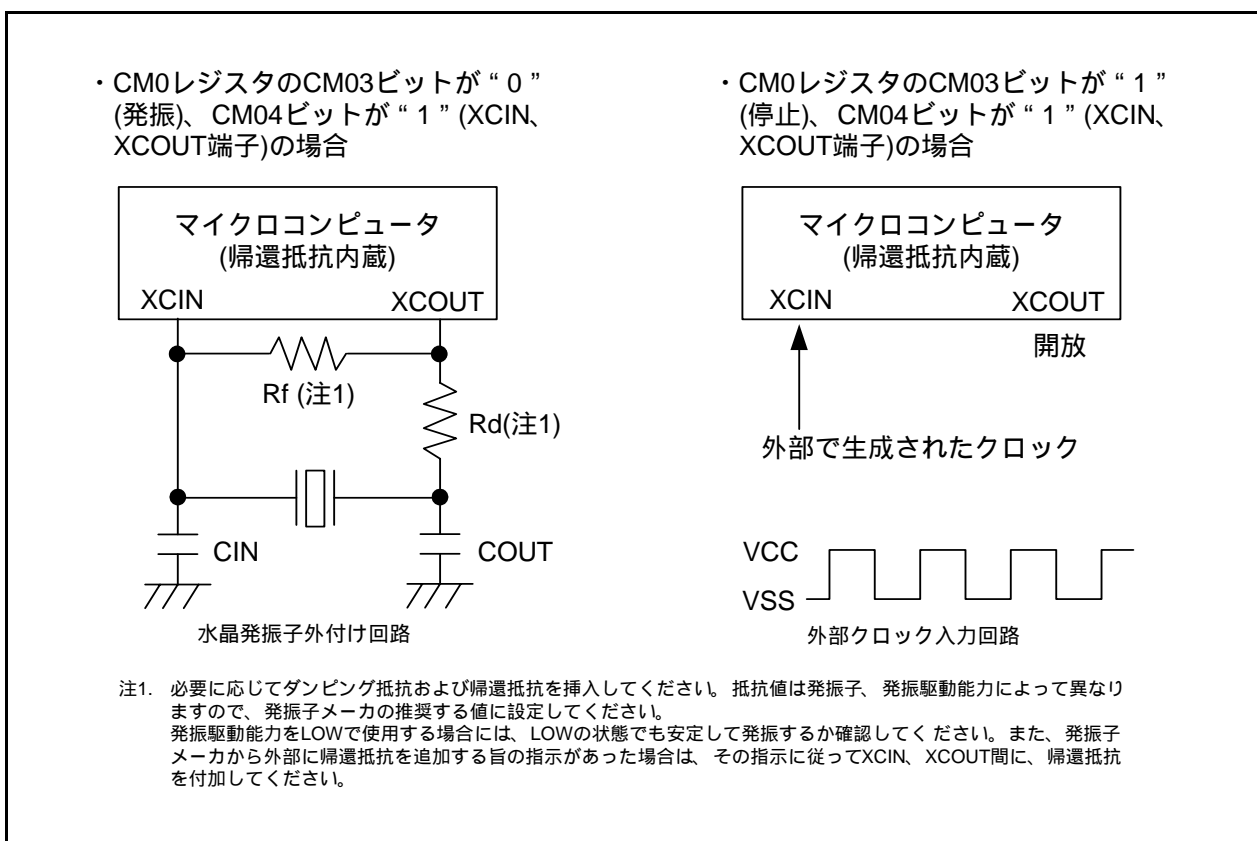 ・CM0レジスタのCM03ビットが“0”
(発振)、CM04ビットが“1”(XCIN、
XCOUT端子)の場合
マイクロコンピュータ
(帰還抵抗内蔵)
XCIN
XCOUT
Rf (注1)
Rd(注1)
CIN
COUT
水晶発振子外付け回路
・CM0レジスタのCM03ビットが“1”
(停止)、CM04ビットが“1”(XCIN、
XCOUT端子)の場合
マイクロコンピュータ
(帰還抵抗内蔵)
XCIN
XCOUT
開放
外部で生成されたクロック
VCC
VSS
外部クロック入力回路
注1. 必要に応じてダンピング抵抗および帰還抵抗を挿入してください。抵抗値は発振子、発振駆動能力によって異なり
ますので、発振子メーカの推奨する値に設定してください。
発振駆動能力をLOWで使用する場合には、LOWの状態でも安定して発振するか確認してください。また、発振子
メーカから外部に帰還抵抗を追加する旨の指示があった場合は、その指示に従ってXCIN、XCOUT間に、帰還抵抗
を付加してください。